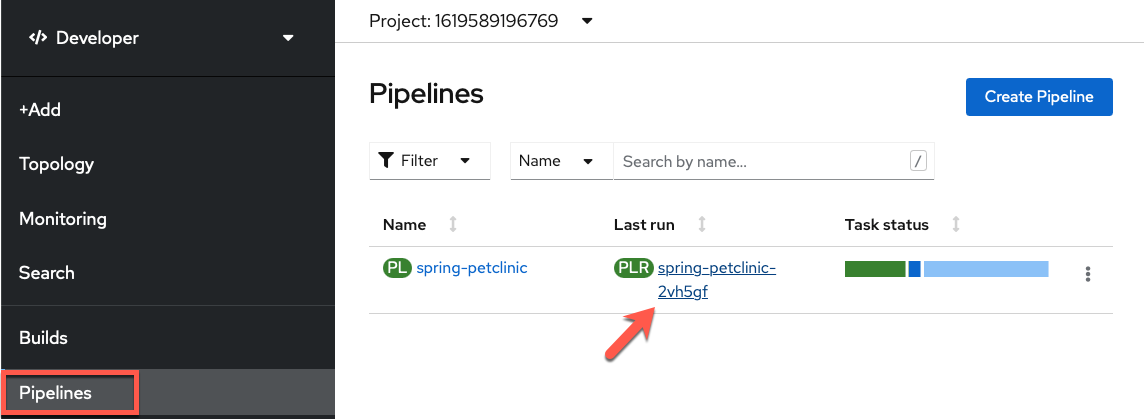 </> Developer
+Add
Topology
Monitoring
Search
Builds
Pipelines
Project: 1619589196769
Pipelines
Create Pipeline
Filter
Name
Search by name...
/
Name
Last run
Task status
PL spring-petclinic
PLR spring-petclinic-
2vh5gf